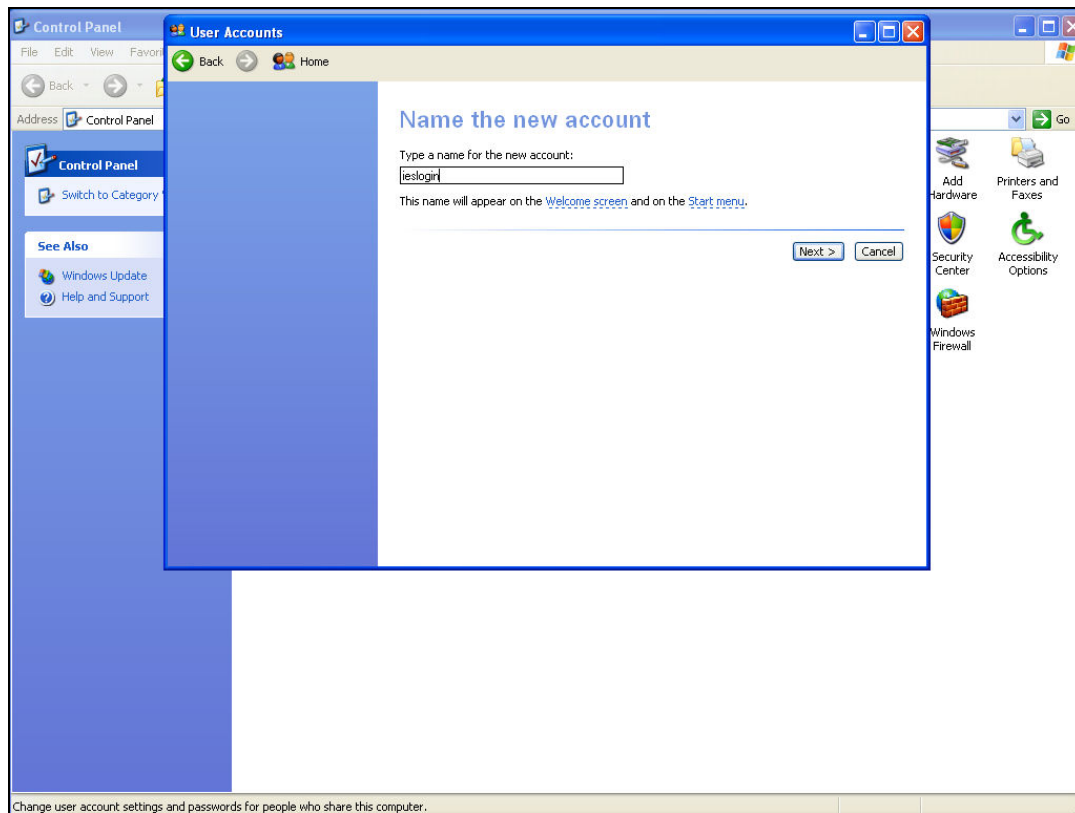 Control Panel
File Edit View Favori
Back
Address Control Panel
Go
Control Panel
Switch to Category
See Also
Windows Update
Help and Support
User Accounts
Back Home
Name the new account
Type a name for the new account:
ieslogin
This name will appear on the Welcome screen and on the Start menu.
Next > Cancel
Add Hardware
Printers and Faxes
Security Center
Accessibility Options
Windows Firewall
Change user account settings and passwords for people who share this computer.